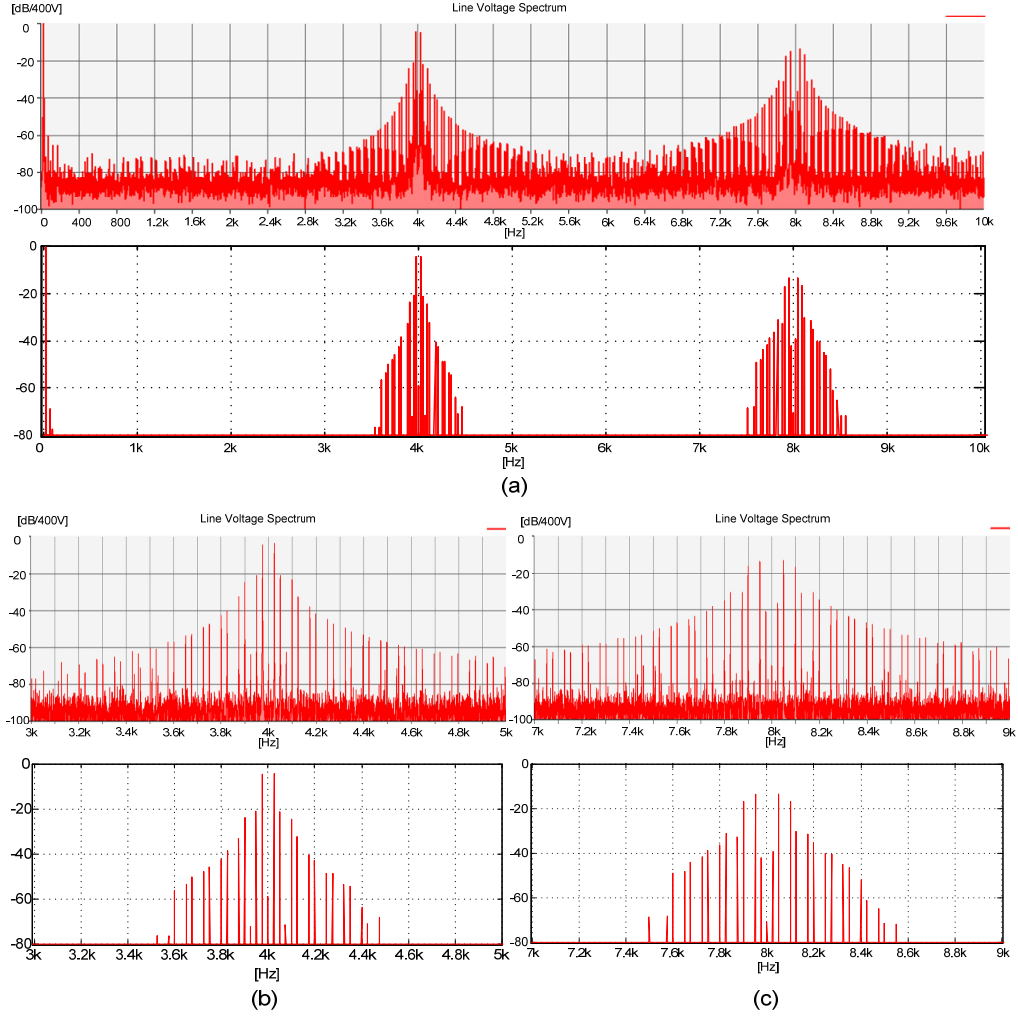 [dB/400V] Line Voltage Spectrum
0
-20
-40
-60
-80
-100
0 400 800 1.2k 1.6k 2k 2.4k 2.8k 3.2k 3.6k 4k 4.4k 4.8k 5.2k 5.6k 6k 6.4k 6.8k 7.2k 7.6k 8k 8.4k 8.8k 9.2k 9.6k 10k
[Hz]
0
-20
-40
-60
-80
0 1k 2k 3k 4k 5k 6k 7k 8k 9k 10k
[Hz]
(a)
[dB/400V] Line Voltage Spectrum
0
-20
-40
-60
-80
-100
3k 3.2k 3.4k 3.6k 3.8k 4k 4.2k 4.4k 4.6k 4.8k 5k
[Hz]
0
-20
-40
-60
-80
3k 3.2k 3.4k 3.6k 3.8k 4k 4.2k 4.4k 4.6k 4.8k 5k
[Hz]
(b)
[dB/400V] Line Voltage Spectrum
0
-20
-40
-60
-80
-100
7k 7.2k 7.4k 7.6k 7.8k 8k 8.2k 8.4k 8.6k 8.8k 9k
[Hz]
0
-20
-40
-60
-80
7k 7.2k 7.4k 7.6k 7.8k 8k 8.2k 8.4k 8.6k 8.8k 9k
[Hz]
(c)